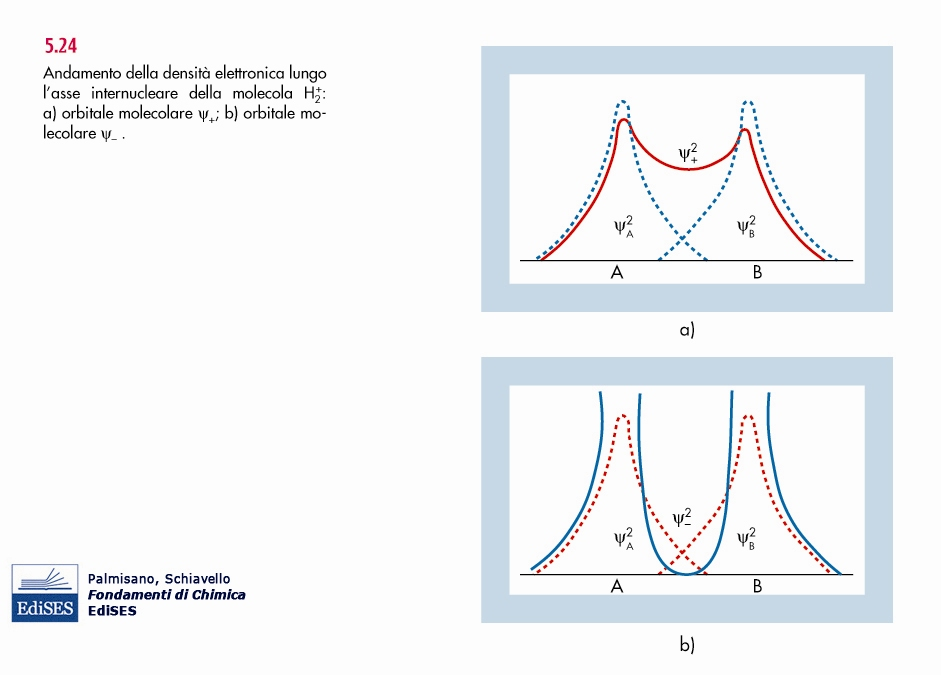 5.24
Andamento della densità elettronica lungo
l'asse internucleare della molecola H₂⁺:
a) orbitale molecolare ψ₊; b) orbitale mo-
lecolare ψ₋ .
ψ₊²
ψA² ψB²
A B
a)
ψ₋²
ψA² ψB²
A B
b)
EdiSES
Palmisano, Schiavello
Fondamenti di Chimica
EdiSES